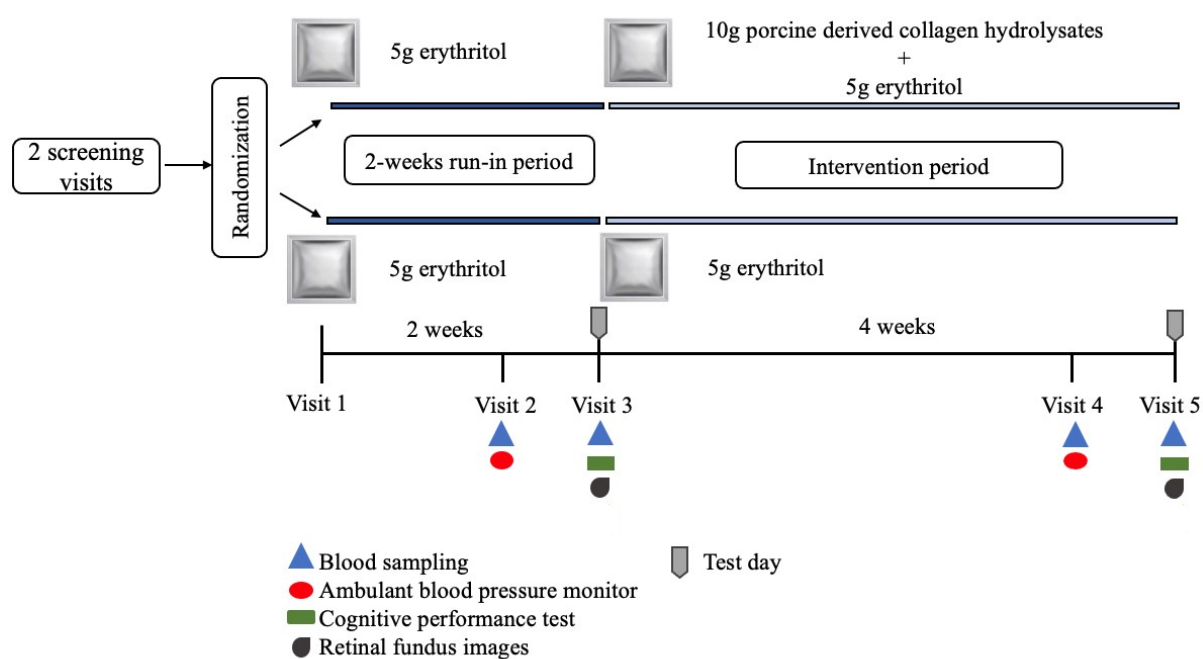 5g erythritol
10g porcine derived collagen hydrolysates
+
5g erythritol
2 screening
visits
Randomization
2-weeks run-in period
Intervention period
5g erythritol
5g erythritol
2 weeks
4 weeks
Visit 1
Visit 2
Visit 3
Visit 4
Visit 5
Blood sampling
Ambulant blood pressure monitor
Cognitive performance test
Retinal fundus images
Test day